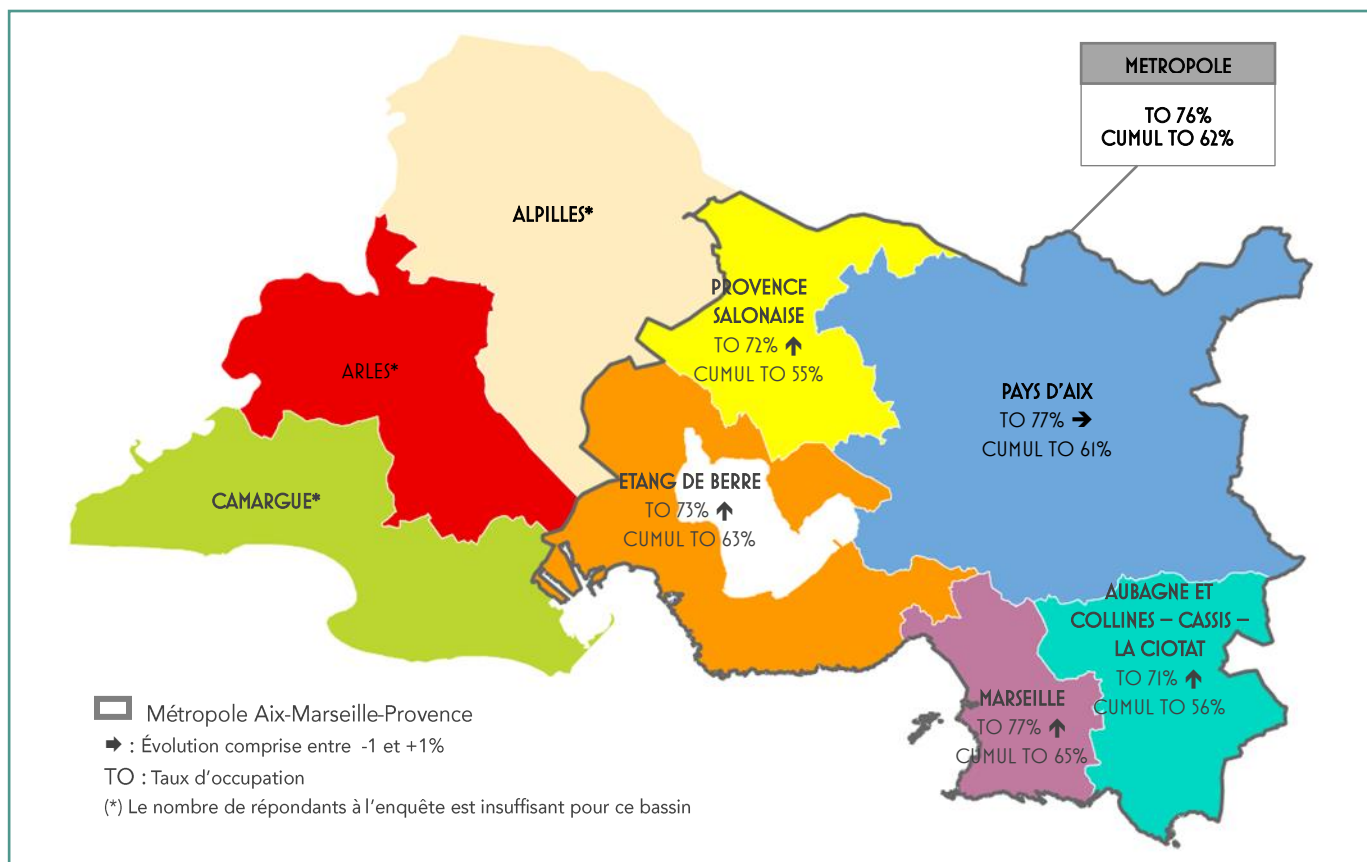 METROPOLE
TO 76%
CUMUL TO 62%
ALPILLES*
PROVENCE
SALONAISE
TO 72% ↑
CUMUL TO 55%
ARLES*
PAYS D'AIX
TO 77% →
CUMUL TO 61%
CAMARGUE*
ETANG DE BERRE
TO 73% ↑
CUMUL TO 63%
AUBAGNE ET
COLLINES – CASSIS –
LA CIOTAT
TO 71% ↑
CUMUL TO 56%
MARSEILLE
TO 77% ↑
CUMUL TO 65%
Métropole Aix-Marseille-Provence
→ : Évolution comprise entre -1 et +1%
TO : Taux d'occupation
(*) Le nombre de répondants à l'enquête est insuffisant pour ce bassin